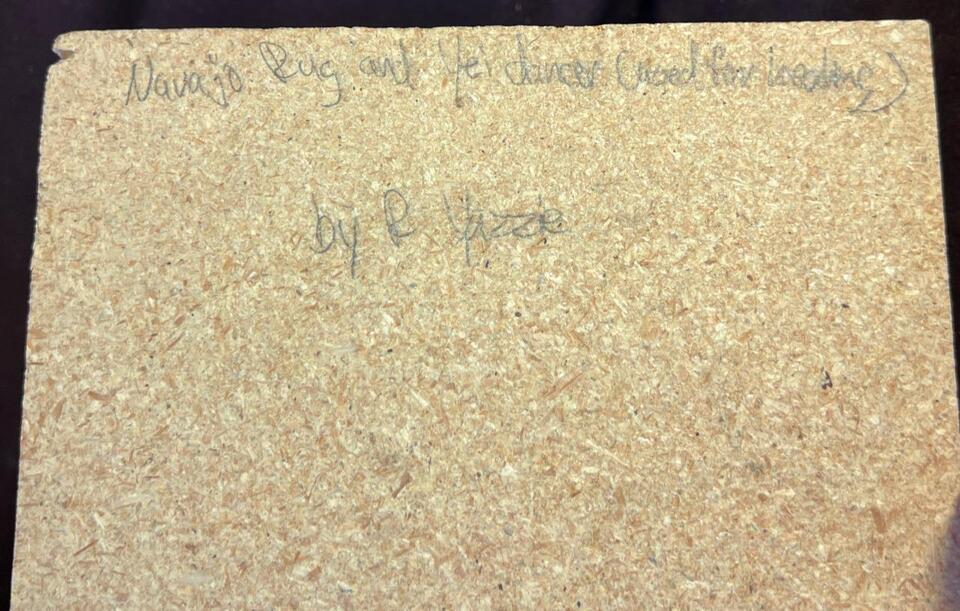 Navajo Rug and Yei dancer (used for
by R Yazzie